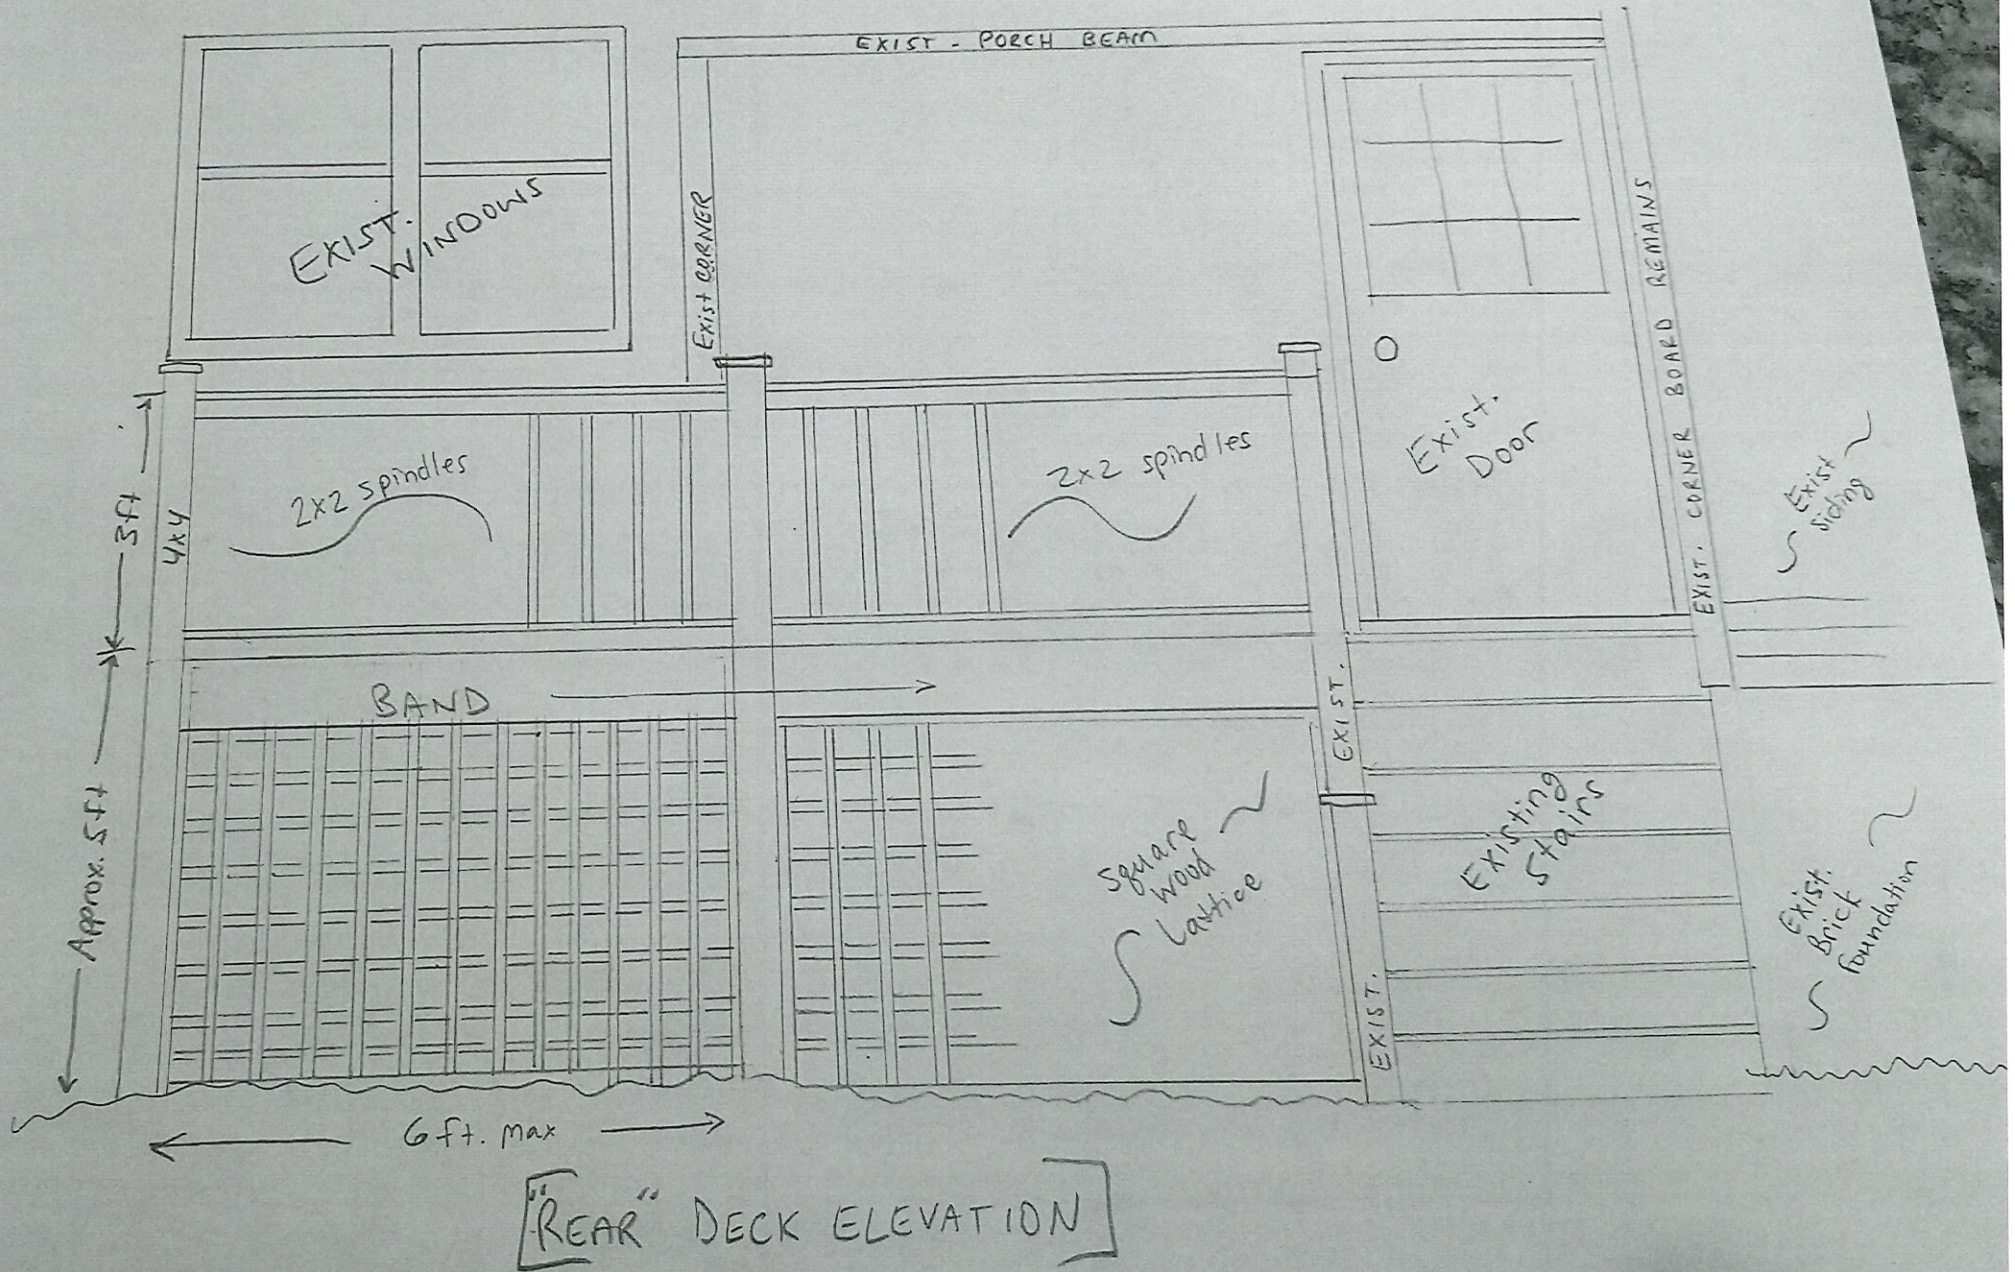 EXIST - PORCH BEAM
EXIST.
WINDOWS
Exist CORNER
EXIST. CORNER BOARD REMAINS
Exist.
Door
3ft
4x4
2x2 spindles
2x2 spindles
Exist
Siding
BAND
EXIST.
Approx. 5ft
Square
Wood
Lattice
Existing
Stairs
Exist.
Brick
Foundation
EXIST.
6ft. max
"REAR" DECK ELEVATION